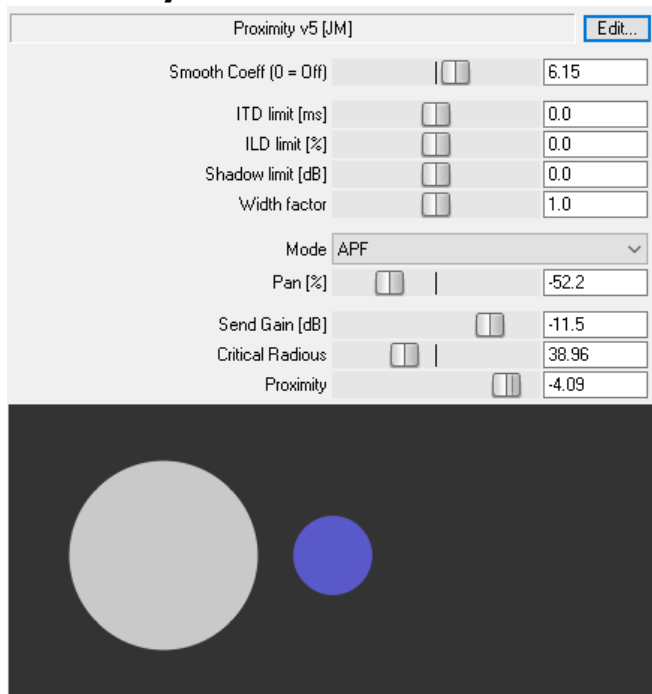 Proximity v5 [JM] Edit...
Smooth Coeff (0 = Off) 6.15
ITD limit [ms] 0.0
ILD limit [%] 0.0
Shadow limit [dB] 0.0
Width factor 1.0
Mode APF
Pan [%] -52.2
Send Gain [dB] -11.5
Critical Radious 38.96
Proximity -4.09